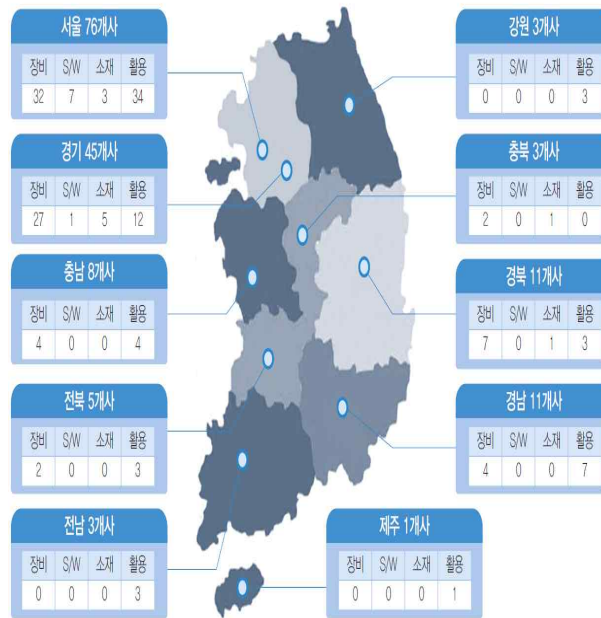 서울 76개사
장비 S/W 소재 활용
32 7 3 34
경기 45개사
장비 S/W 소재 활용
27 1 5 12
충남 8개사
장비 S/W 소재 활용
4 0 0 4
전북 5개사
장비 S/W 소재 활용
2 0 0 3
전남 3개사
장비 S/W 소재 활용
0 0 0 3
강원 3개사
장비 S/W 소재 활용
0 0 0 3
충북 3개사
장비 S/W 소재 활용
2 0 1 0
경북 11개사
장비 S/W 소재 활용
7 0 1 3
경남 11개사
장비 S/W 소재 활용
4 0 0 7
제주 1개사
장비 S/W 소재 활용
0 0 0 1